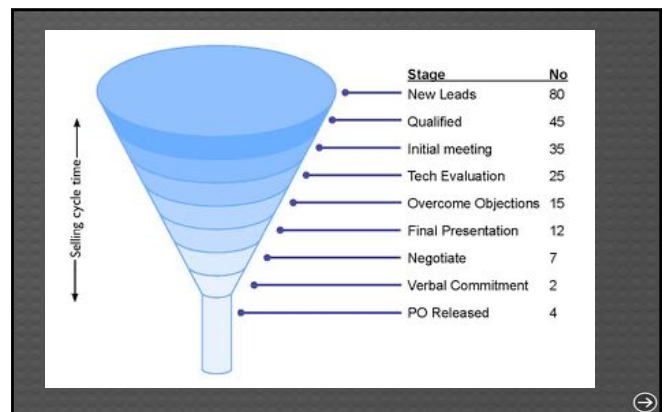 Stage No
New Leads 80
Qualified 45
Initial meeting 35
Tech Evaluation 25
Overcome Objections 15
Final Presentation 12
Negotiate 7
Verbal Commitment 2
PO Released 4
Selling cycle time